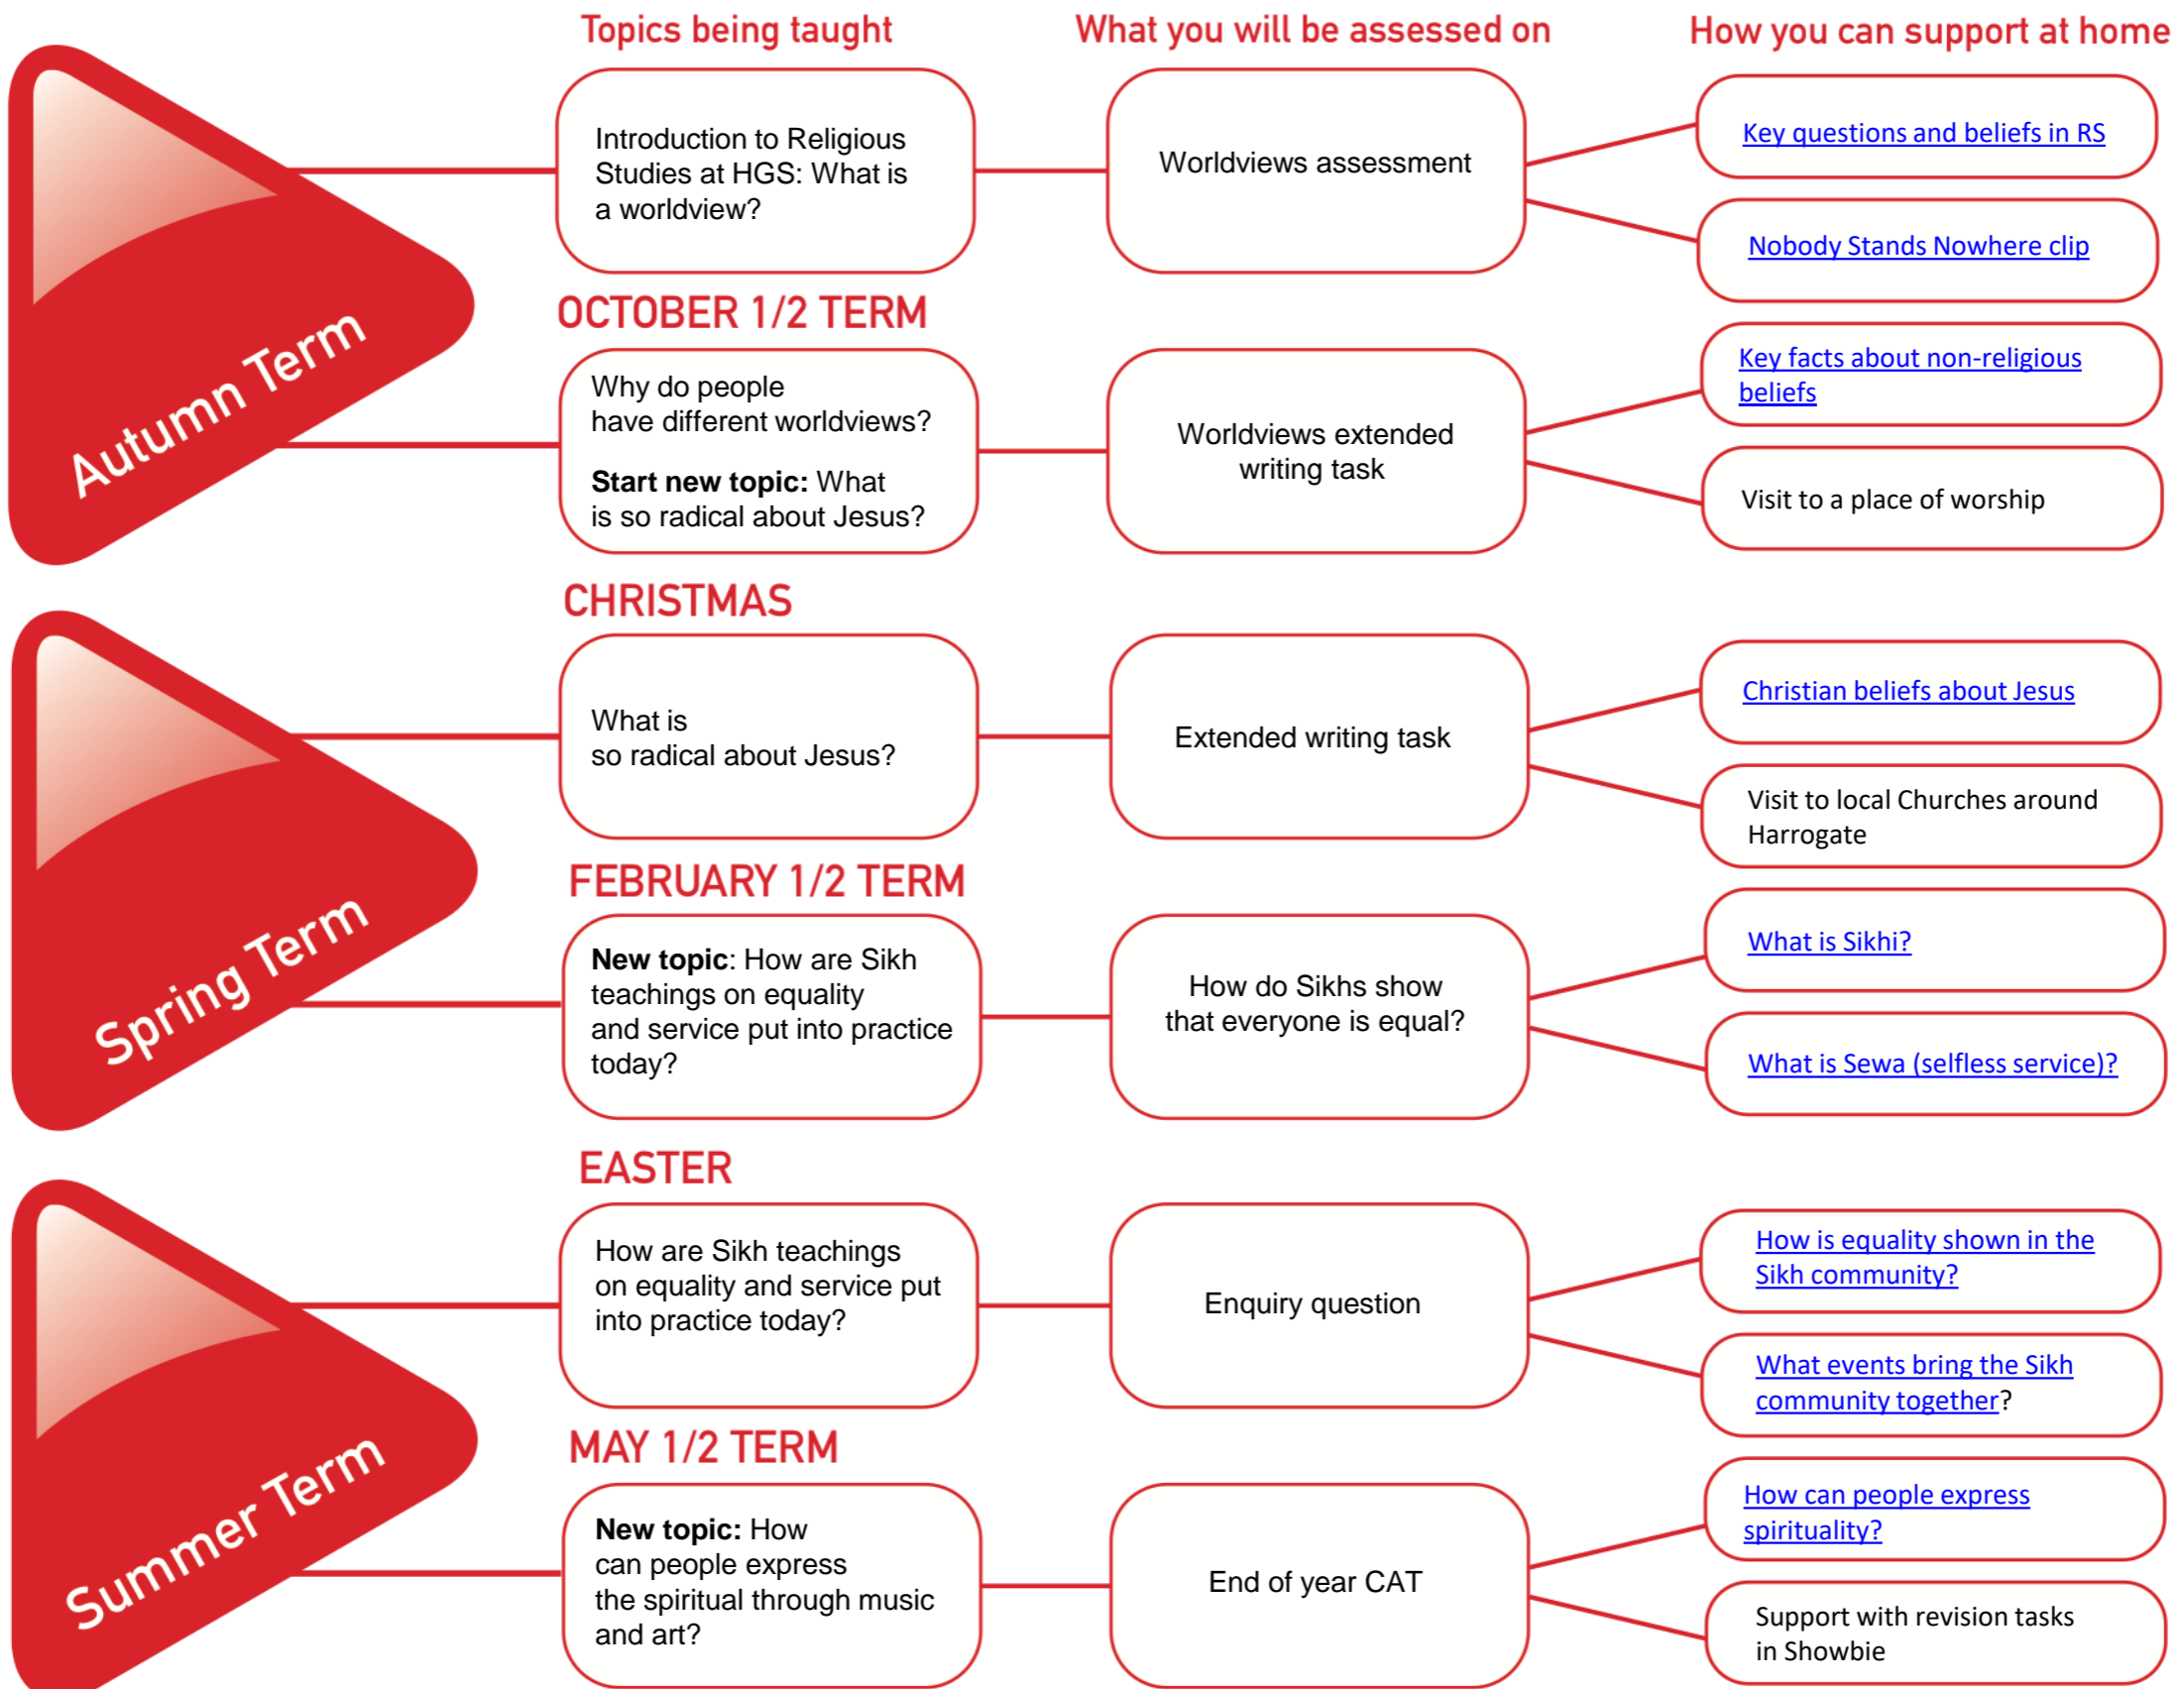 Topics being taught
What you will be assessed on
How you can support at home
Autumn Term
Introduction to Religious
Studies at HGS: What is
a worldview?
Worldviews assessment
Key questions and beliefs in RS
Nobody Stands Nowhere clip
OCTOBER 1/2 TERM
Why do people
have different worldviews?
Start new topic: What
is so radical about Jesus?
Worldviews extended
writing task
Key facts about non-religious
beliefs
Visit to a place of worship
CHRISTMAS
Spring Term
What is
so radical about Jesus?
Extended writing task
Christian beliefs about Jesus
Visit to local Churches around
Harrogate
FEBRUARY 1/2 TERM
New topic: How are Sikh
teachings on equality
and service put into practice
today?
How do Sikhs show
that everyone is equal?
What is Sikhi?
What is Sewa (selfless service)?
EASTER
Summer Term
How are Sikh teachings
on equality and service put
into practice today?
Enquiry question
How is equality shown in the
Sikh community?
What events bring the Sikh
community together?
MAY 1/2 TERM
New topic: How
can people express
the spiritual through music
and art?
End of year CAT
How can people express
spirituality?
Support with revision tasks
in Showbie